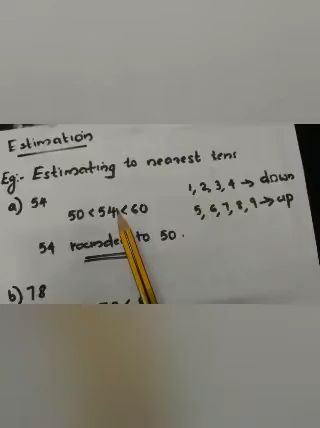 Estimation
Eg:- Estimating to nearest tens
1, 2, 3, 4 → down
a) 54
5, 6, 7, 8, 9 → up
50 < 54 < 60
54 rounded to 50.
b) 78